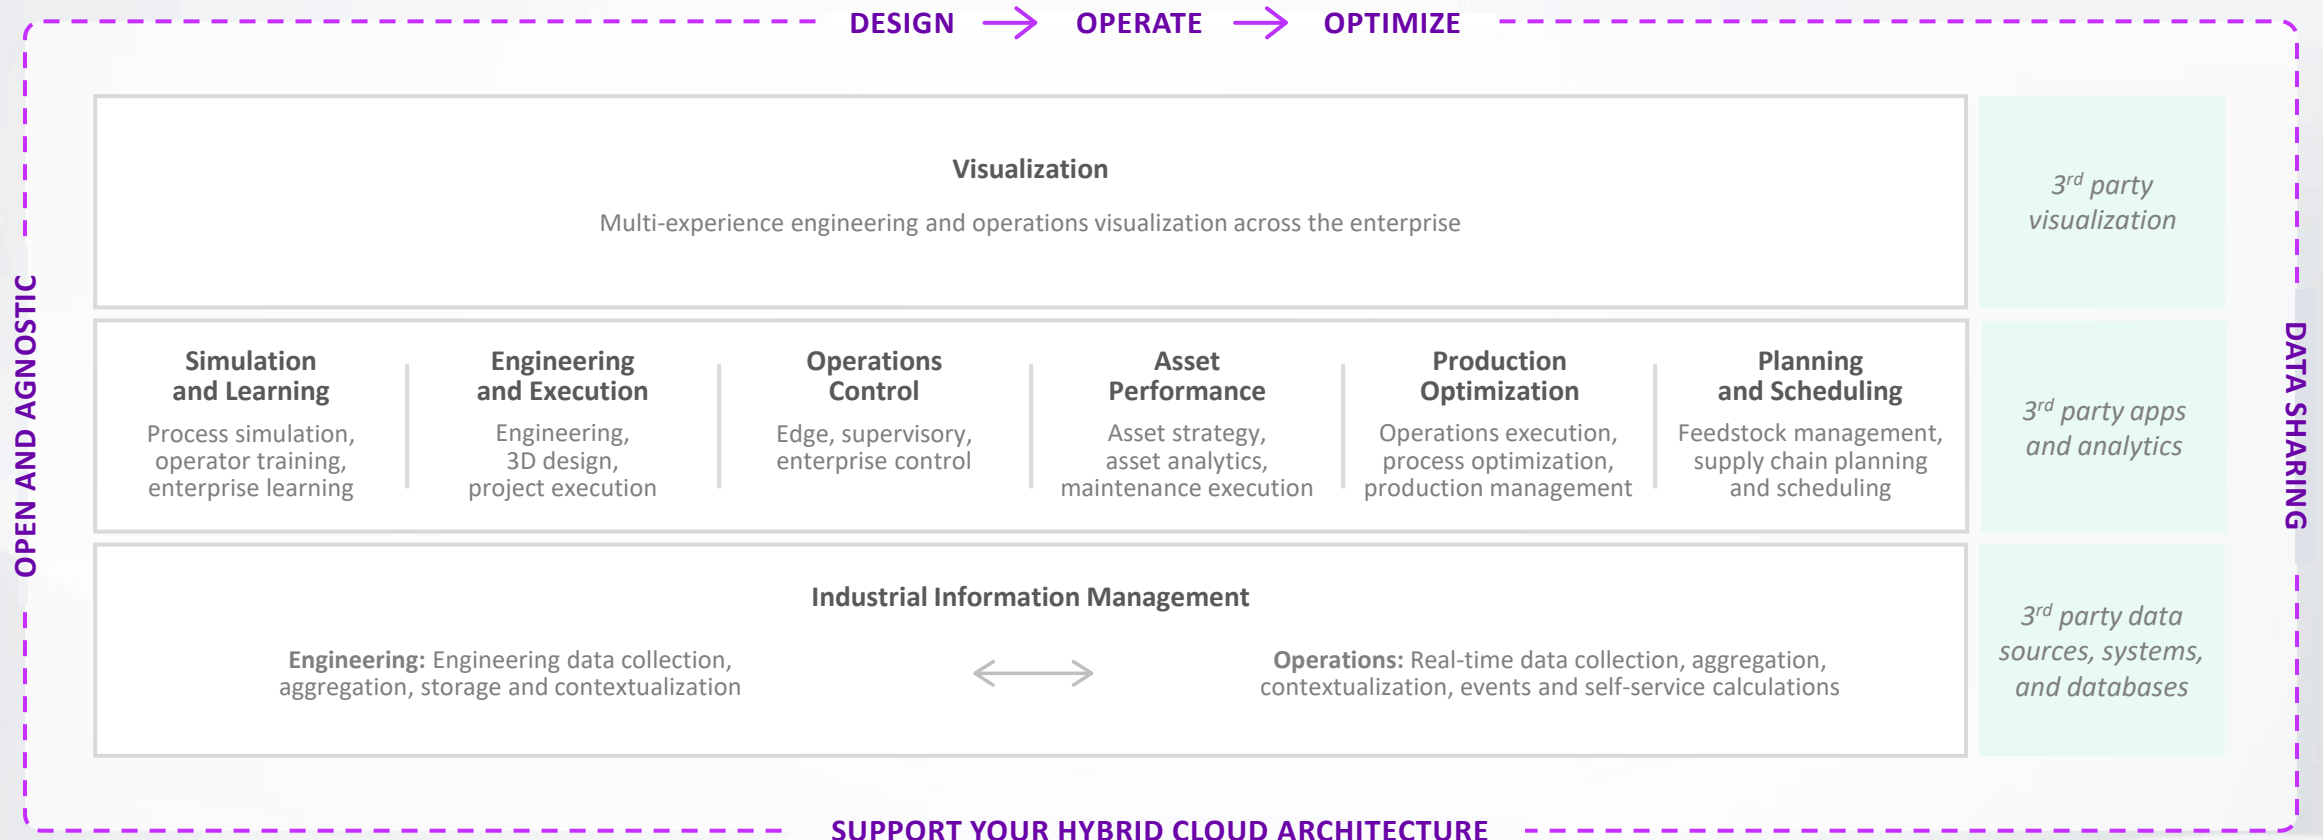 DESIGN → OPERATE → OPTIMIZE
OPEN AND AGNOSTIC
Visualization
Multi-experience engineering and operations visualization across the enterprise
3rd party
visualization
Simulation
and Learning
Process simulation,
operator training,
enterprise learning
Engineering
and Execution
Engineering,
3D design,
project execution
Operations
Control
Edge, supervisory,
enterprise control
Asset
Performance
Asset strategy,
asset analytics,
maintenance execution
Production
Optimization
Operations execution,
process optimization,
production management
Planning
and Scheduling
Feedstock management,
supply chain planning
and scheduling
3rd party apps
and analytics
Industrial Information Management
Engineering: Engineering data collection,
aggregation, storage and contextualization
Operations: Real-time data collection, aggregation,
contextualization, events and self-service calculations
3rd party data
sources, systems,
and databases
DATA SHARING
SUPPORT YOUR HYBRID CLOUD ARCHITECTURE